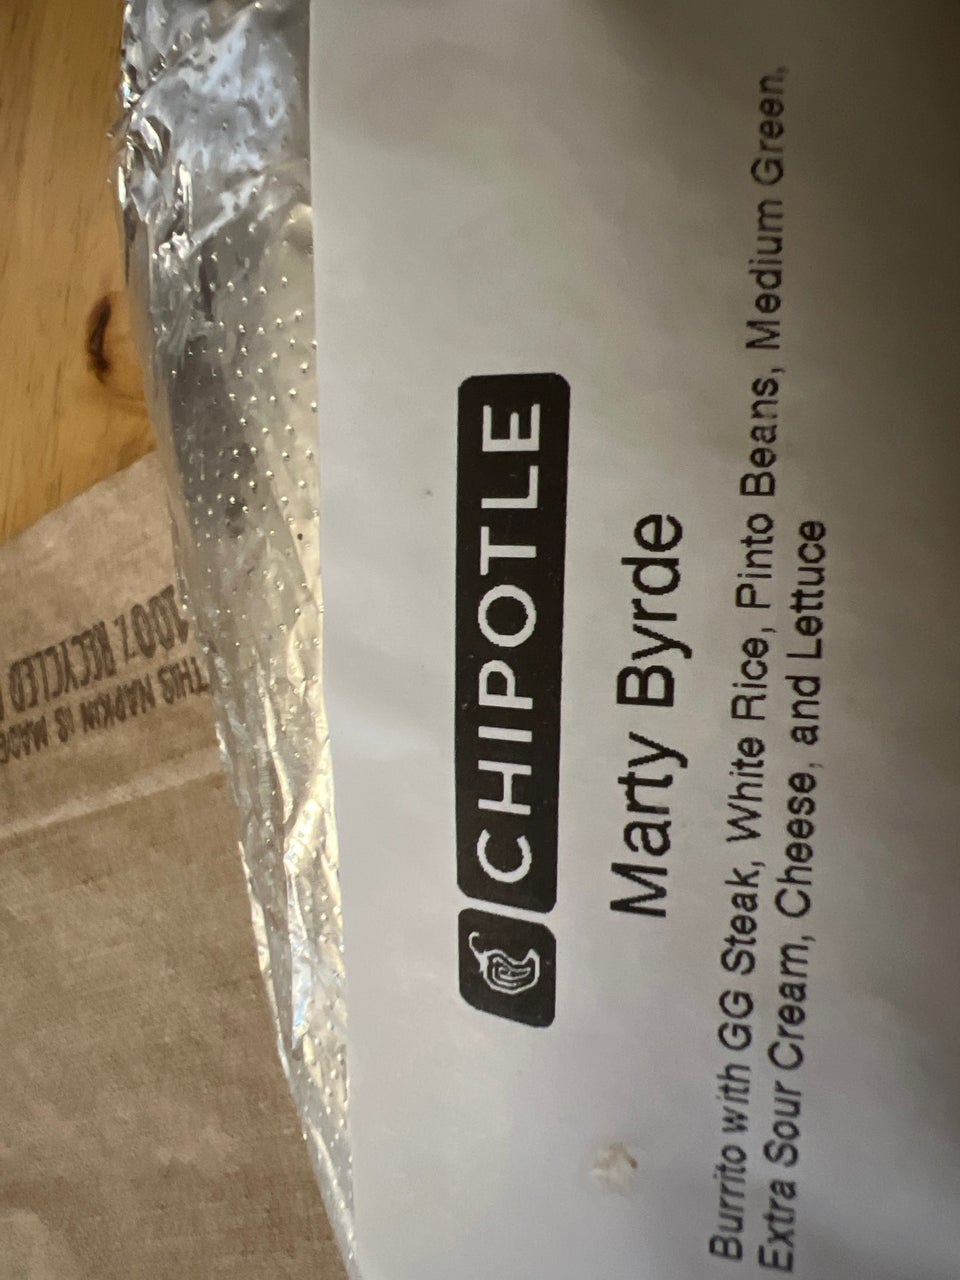 CHIPOTLE
Marty Byrde
Burrito with GG Steak, White Rice, Pinto Beans, Medium Green,
Extra Sour Cream, Cheese, and Lettuce
THIS NAPKIN IS MADE
100% RECYCLED